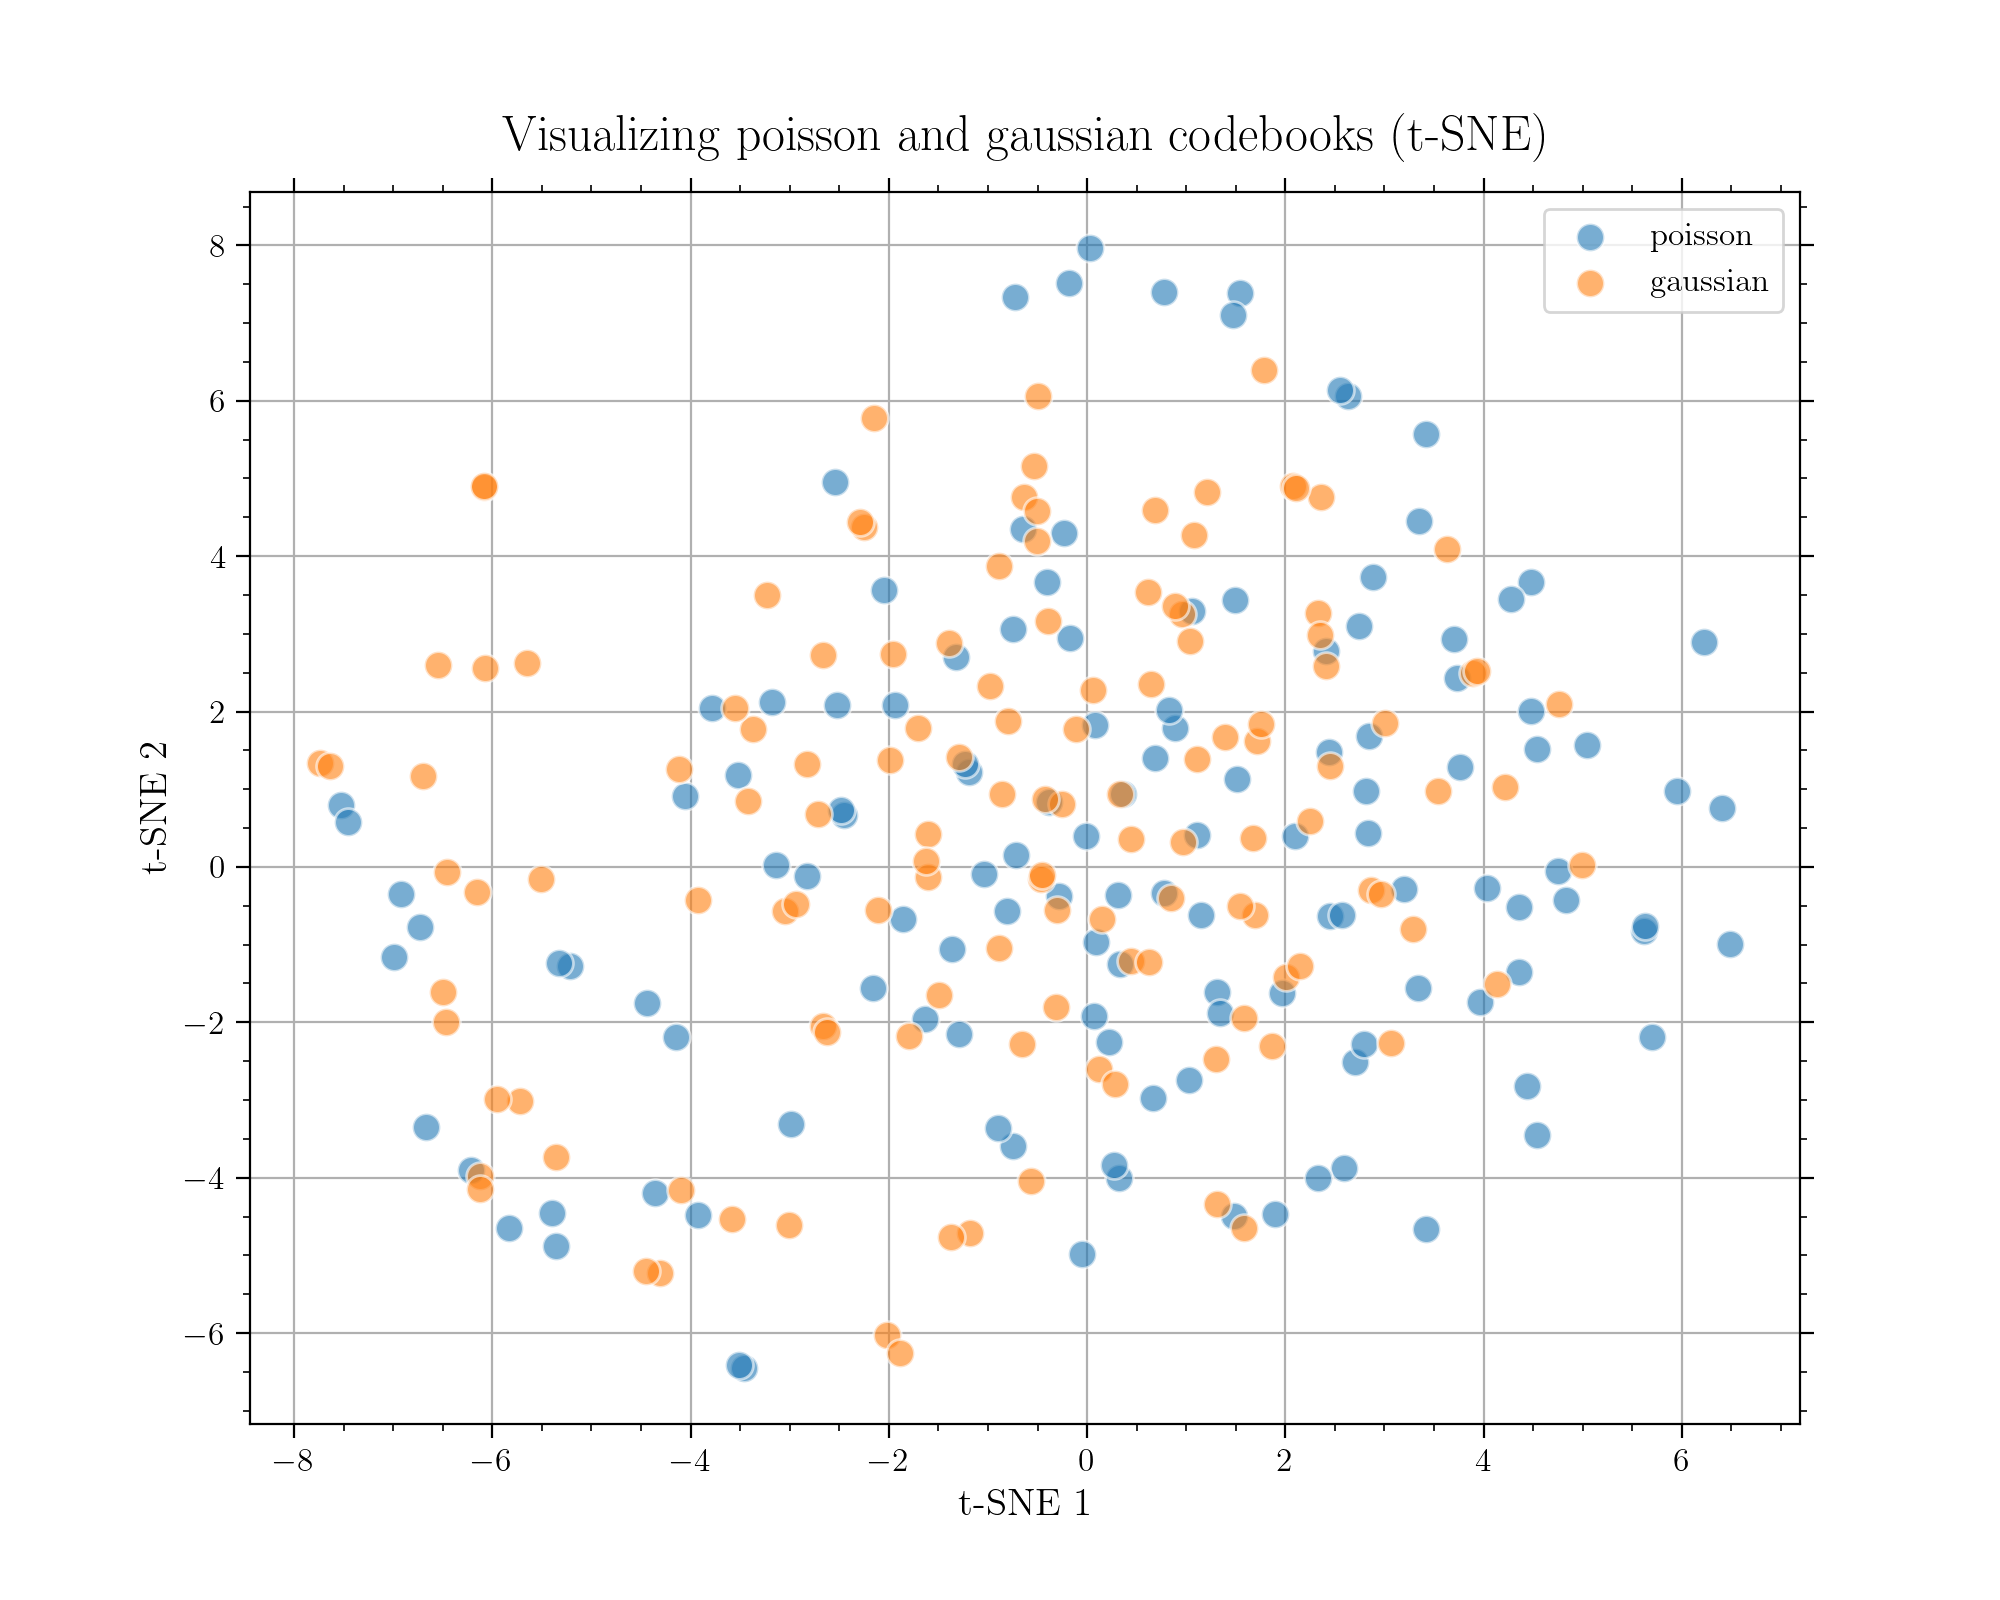 Visualizing poisson and gaussian codebooks (t-SNE)
poisson
gaussian
8
6
4
2
0
−2
−4
−6
t-SNE 2
−8 −6 −4 −2 0 2 4 6
t-SNE 1